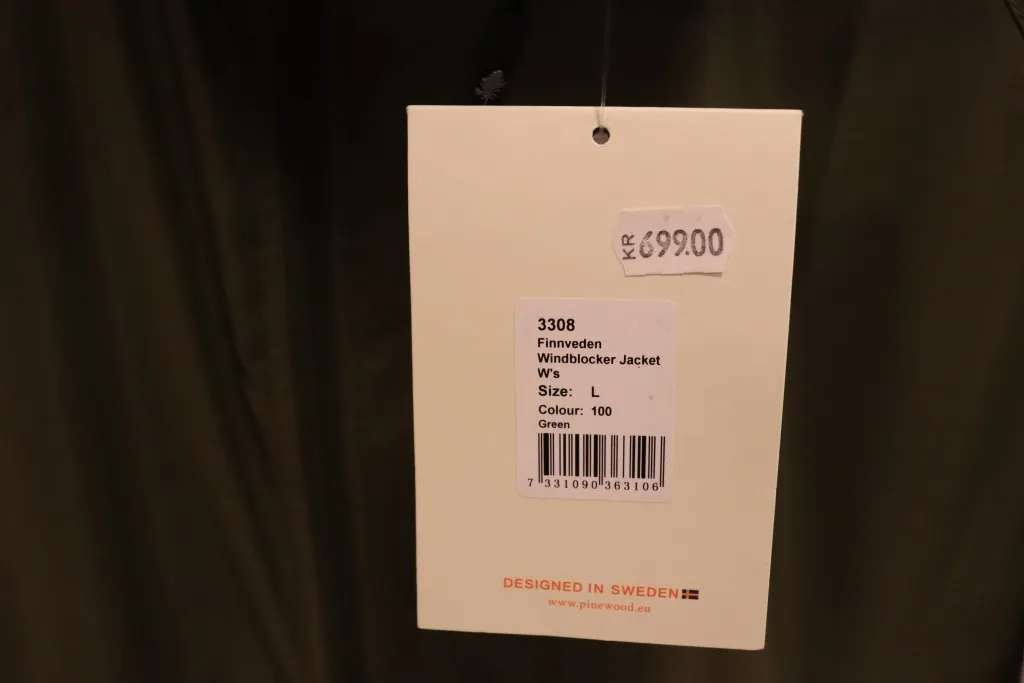 KR 699.00
3308
Finnveden
Windblocker Jacket
W's
Size: L
Colour: 100
Green
7 331090 363106
DESIGNED IN SWEDEN
www.pinewood.eu